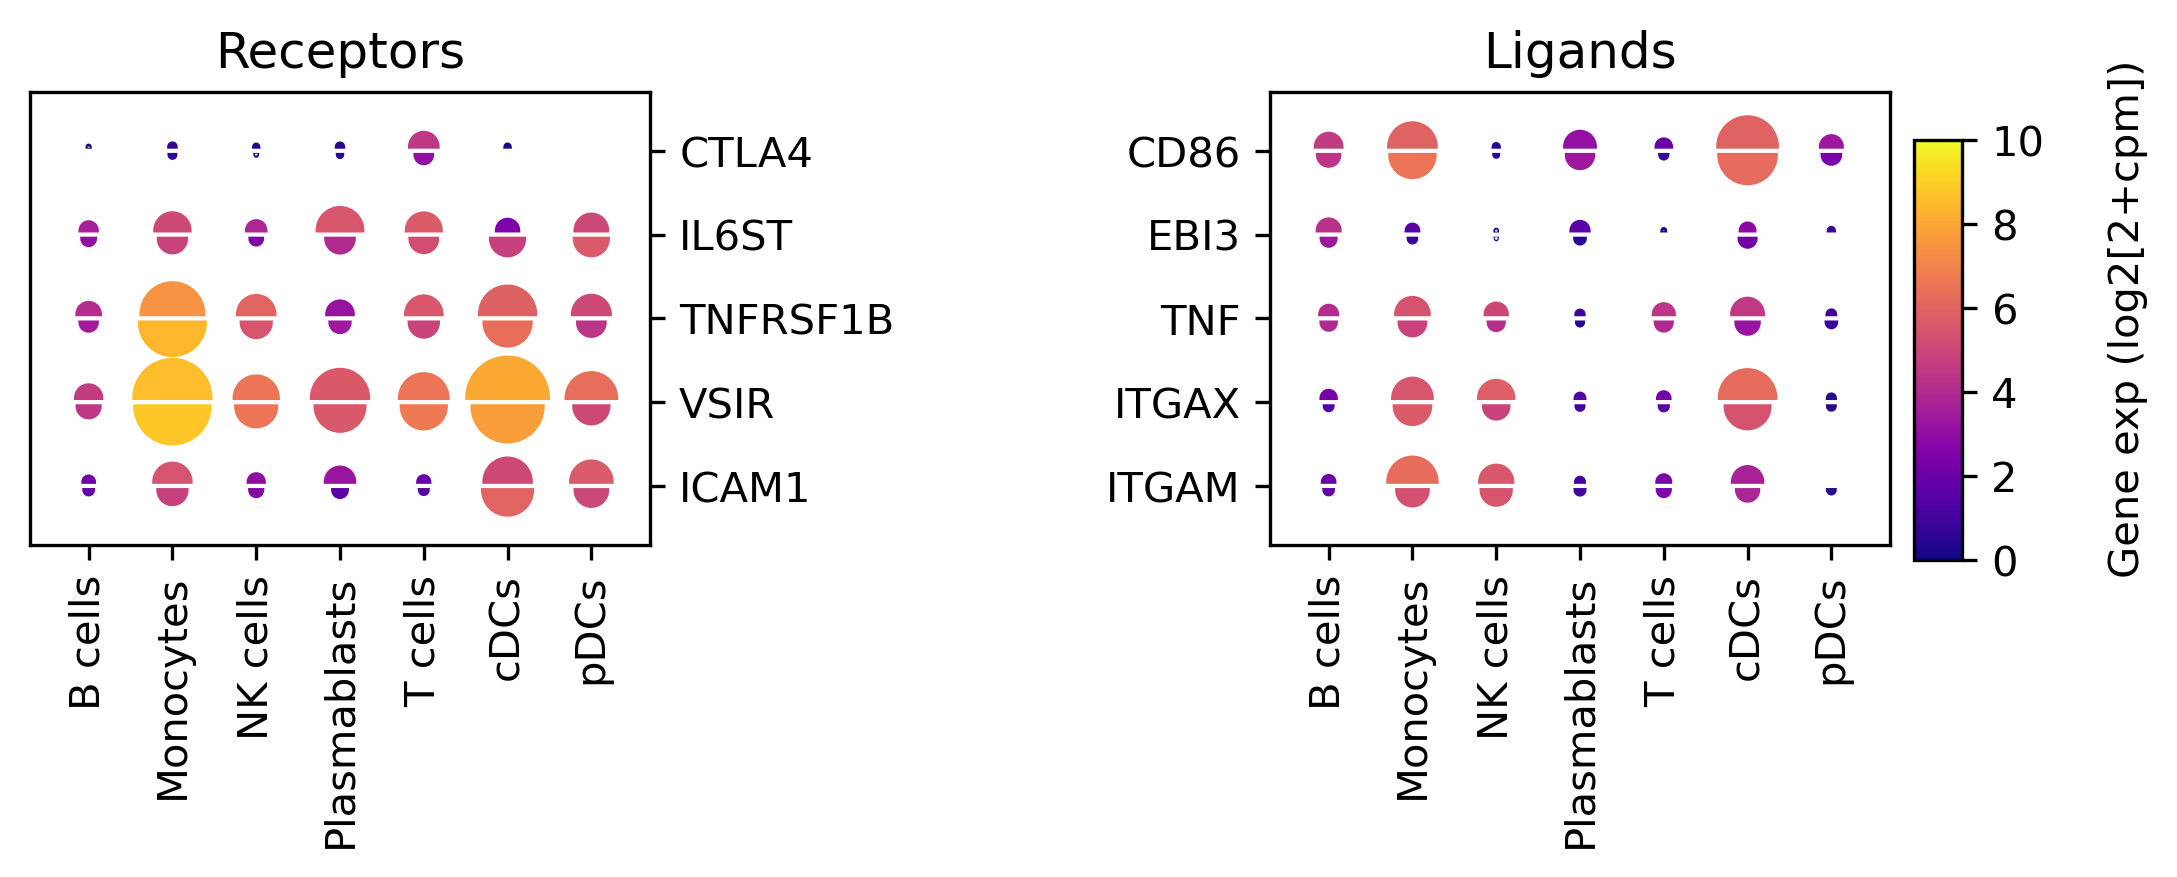 Receptors
CTLA4
IL6ST
TNFRSF1B
VSIR
ICAM1
B cells
Monocytes
NK cells
Plasmablasts
T cells
cDCs
pDCs
Ligands
CD86
EBI3
TNF
ITGAX
ITGAM
B cells
Monocytes
NK cells
Plasmablasts
T cells
cDCs
pDCs
10
8
6
4
2
0
Gene exp (log2[2+cpm])